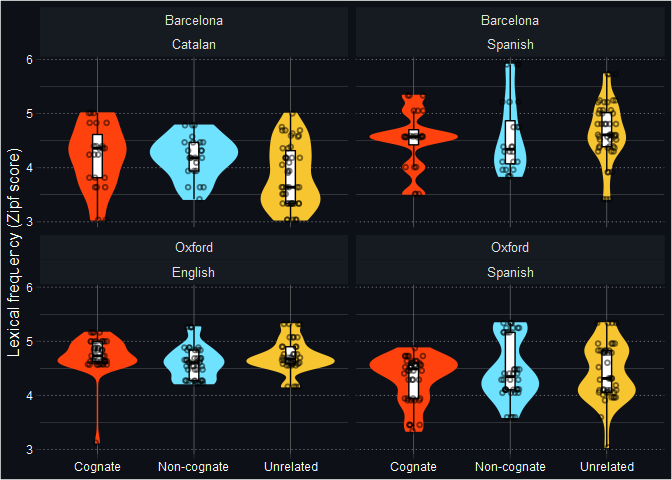 Barcelona
Catalan
Barcelona
Spanish
Lexical frequency (Zipf score)
6
5
4
3
Oxford
English
Oxford
Spanish
6
5
4
3
Cognate
Non-cognate
Unrelated
Cognate
Non-cognate
Unrelated